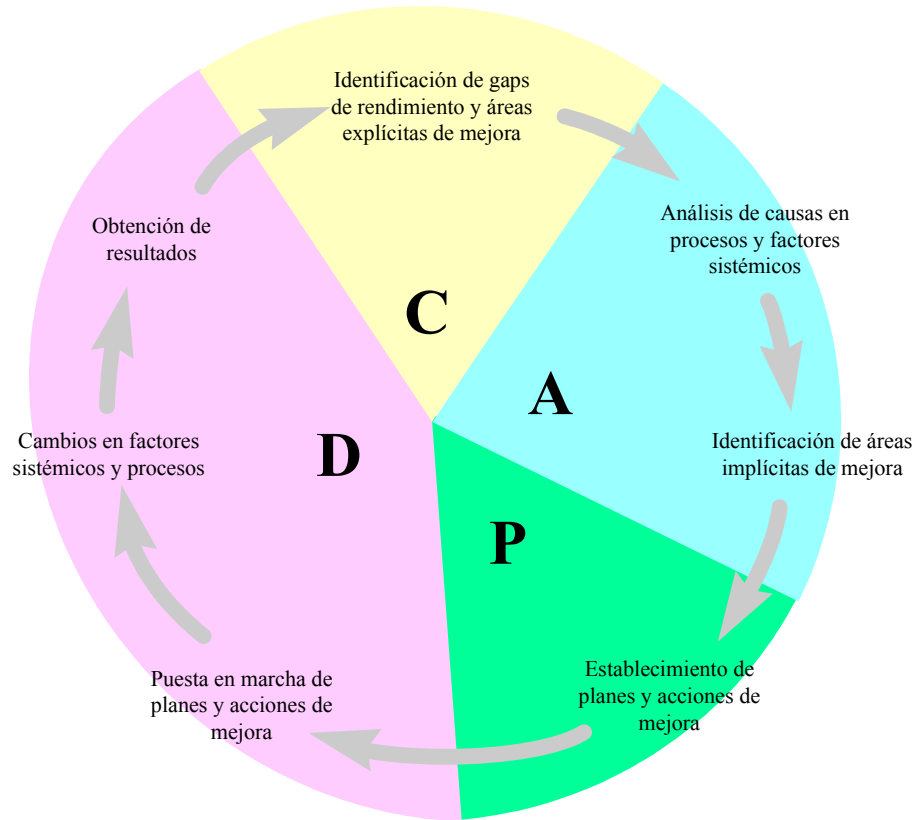 Identificación de gaps
de rendimiento y áreas
explícitas de mejora
Análisis de causas en
procesos y factores
sistémicos
Identificación de áreas
implícitas de mejora
Establecimiento de
planes y acciones de
mejora
Puesta en marcha de
planes y acciones de
mejora
Cambios en factores
sistémicos y procesos
Obtención de
resultados
C
A
P
D